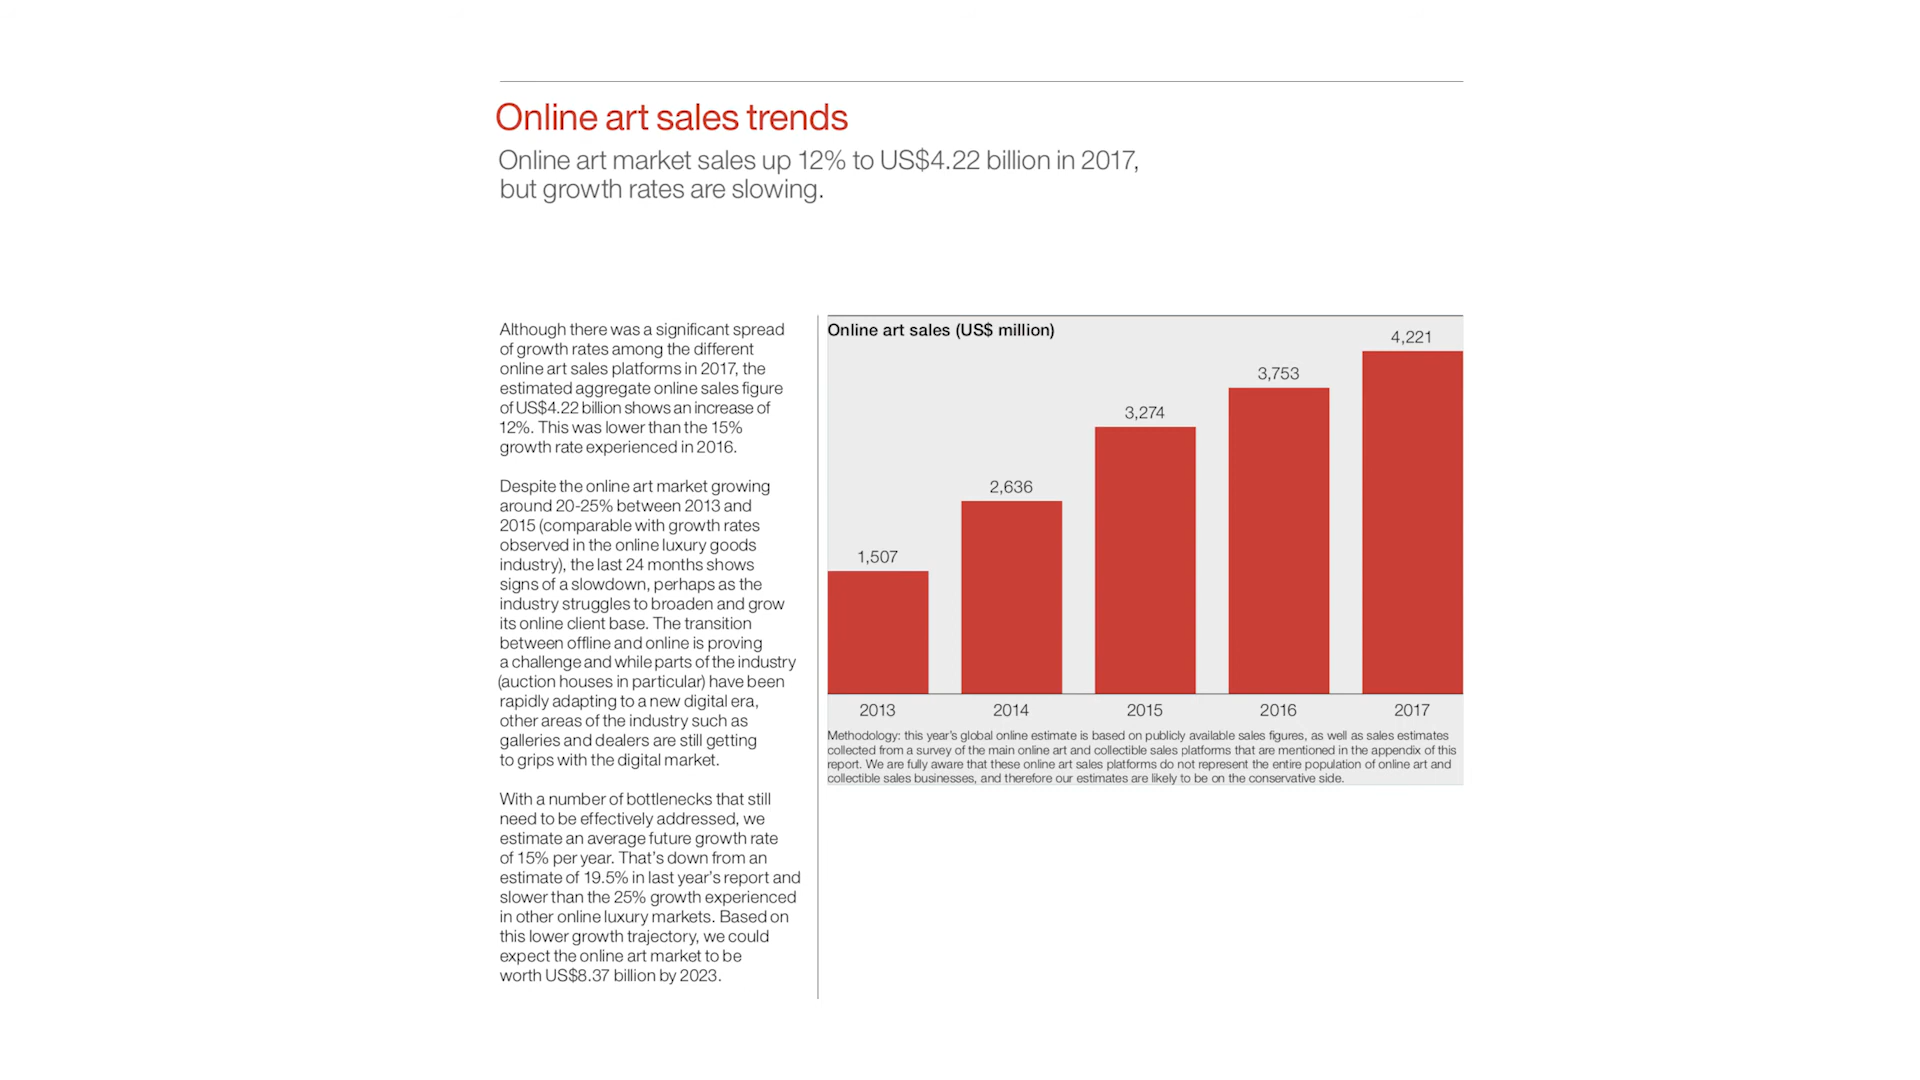 Online art sales trends
Online art market sales up 12% to US$4.22 billion in 2017,
but growth rates are slowing.
Although there was a significant spread
of growth rates among the different
online art sales platforms in 2017, the
estimated aggregate online sales figure
of US$4.22 billion shows an increase of
12%. This was lower than the 15%
growth rate experienced in 2016.
Despite the online art market growing
around 20-25% between 2013 and
2015 (comparable with growth rates
observed in the online luxury goods
industry), the last 24 months shows
signs of a slowdown, perhaps as the
industry struggles to broaden and grow
its online client base. The transition
between offline and online is proving
a challenge and while parts of the industry
(auction houses in particular) have been
rapidly adapting to a new digital era,
other areas of the industry such as
galleries and dealers are still getting
to grips with the digital market.
With a number of bottlenecks that still
need to be effectively addressed, we
estimate an average future growth rate
of 15% per year. That's down from an
estimate of 19.5% in last year's report and
slower than the 25% growth experienced
in other online luxury markets. Based on
this lower growth trajectory, we could
expect the online art market to be
worth US$8.37 billion by 2023.
Online art sales (US$ million)
1,507
2,636
3,274
3,753
4,221
2013 2014 2015 2016 2017
Methodology: this year's global online estimate is based on publicly available sales figures, as well as sales estimates
collected from a survey of the main online art and collectible sales platforms that are mentioned in the appendix of this
report. We are fully aware that these online art sales platforms do not represent the entire population of online art and
collectible sales businesses, and therefore our estimates are likely to be on the conservative side.